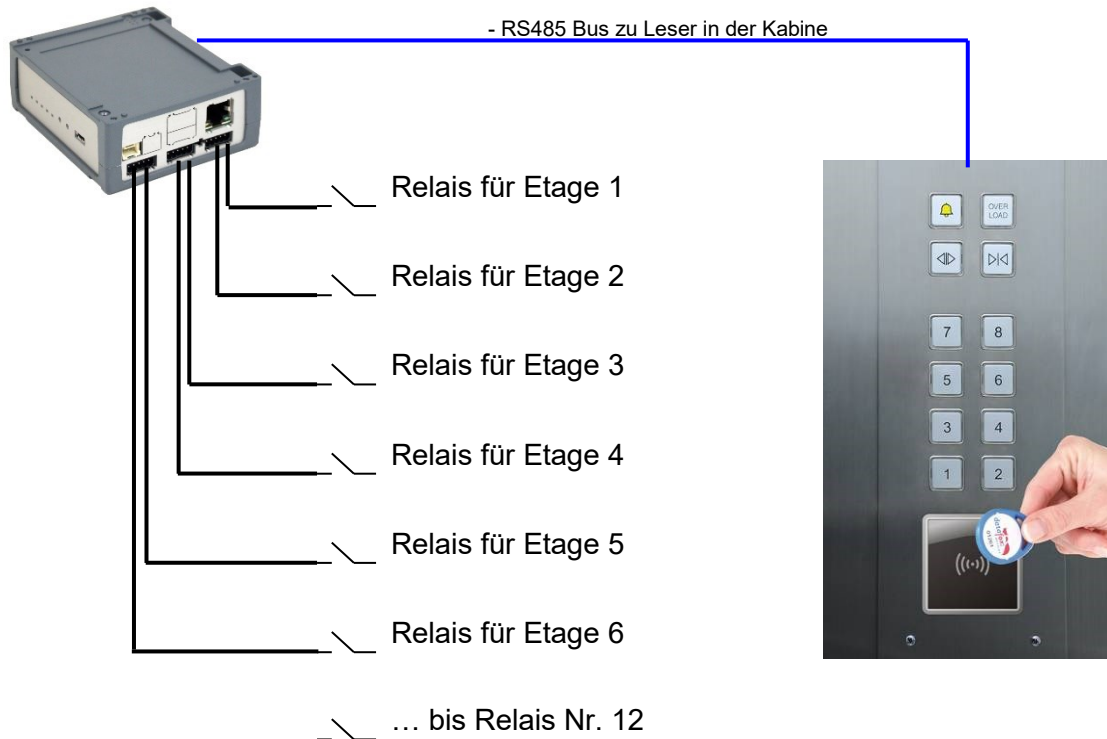 - RS485 Bus zu Leser in der Kabine
Relais für Etage 1
Relais für Etage 2
Relais für Etage 3
Relais für Etage 4
Relais für Etage 5
Relais für Etage 6
… bis Relais Nr. 12
OVER
LOAD
7 8
5 6
3 4
1 2